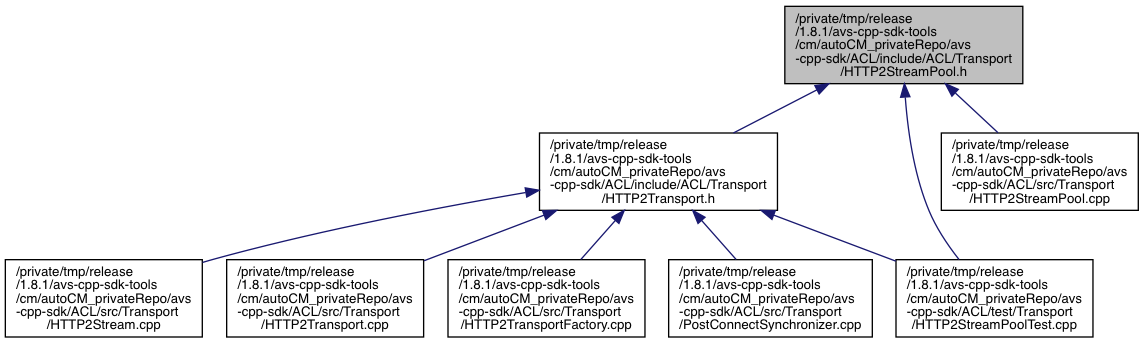 /private/tmp/release
/1.8.1/avs-cpp-sdk-tools
/cm/autoCM_privateRepo/avs
-cpp-sdk/ACL/include/ACL/Transport
/HTTP2StreamPool.h
/private/tmp/release
/1.8.1/avs-cpp-sdk-tools
/cm/autoCM_privateRepo/avs
-cpp-sdk/ACL/include/ACL/Transport
/HTTP2Transport.h
/private/tmp/release
/1.8.1/avs-cpp-sdk-tools
/cm/autoCM_privateRepo/avs
-cpp-sdk/ACL/src/Transport
/HTTP2StreamPool.cpp
/private/tmp/release
/1.8.1/avs-cpp-sdk-tools
/cm/autoCM_privateRepo/avs
-cpp-sdk/ACL/src/Transport
/HTTP2Stream.cpp
/private/tmp/release
/1.8.1/avs-cpp-sdk-tools
/cm/autoCM_privateRepo/avs
-cpp-sdk/ACL/src/Transport
/HTTP2Transport.cpp
/private/tmp/release
/1.8.1/avs-cpp-sdk-tools
/cm/autoCM_privateRepo/avs
-cpp-sdk/ACL/src/Transport
/HTTP2TransportFactory.cpp
/private/tmp/release
/1.8.1/avs-cpp-sdk-tools
/cm/autoCM_privateRepo/avs
-cpp-sdk/ACL/src/Transport
/PostConnectSynchronizer.cpp
/private/tmp/release
/1.8.1/avs-cpp-sdk-tools
/cm/autoCM_privateRepo/avs
-cpp-sdk/ACL/test/Transport
/HTTP2StreamPoolTest.cpp